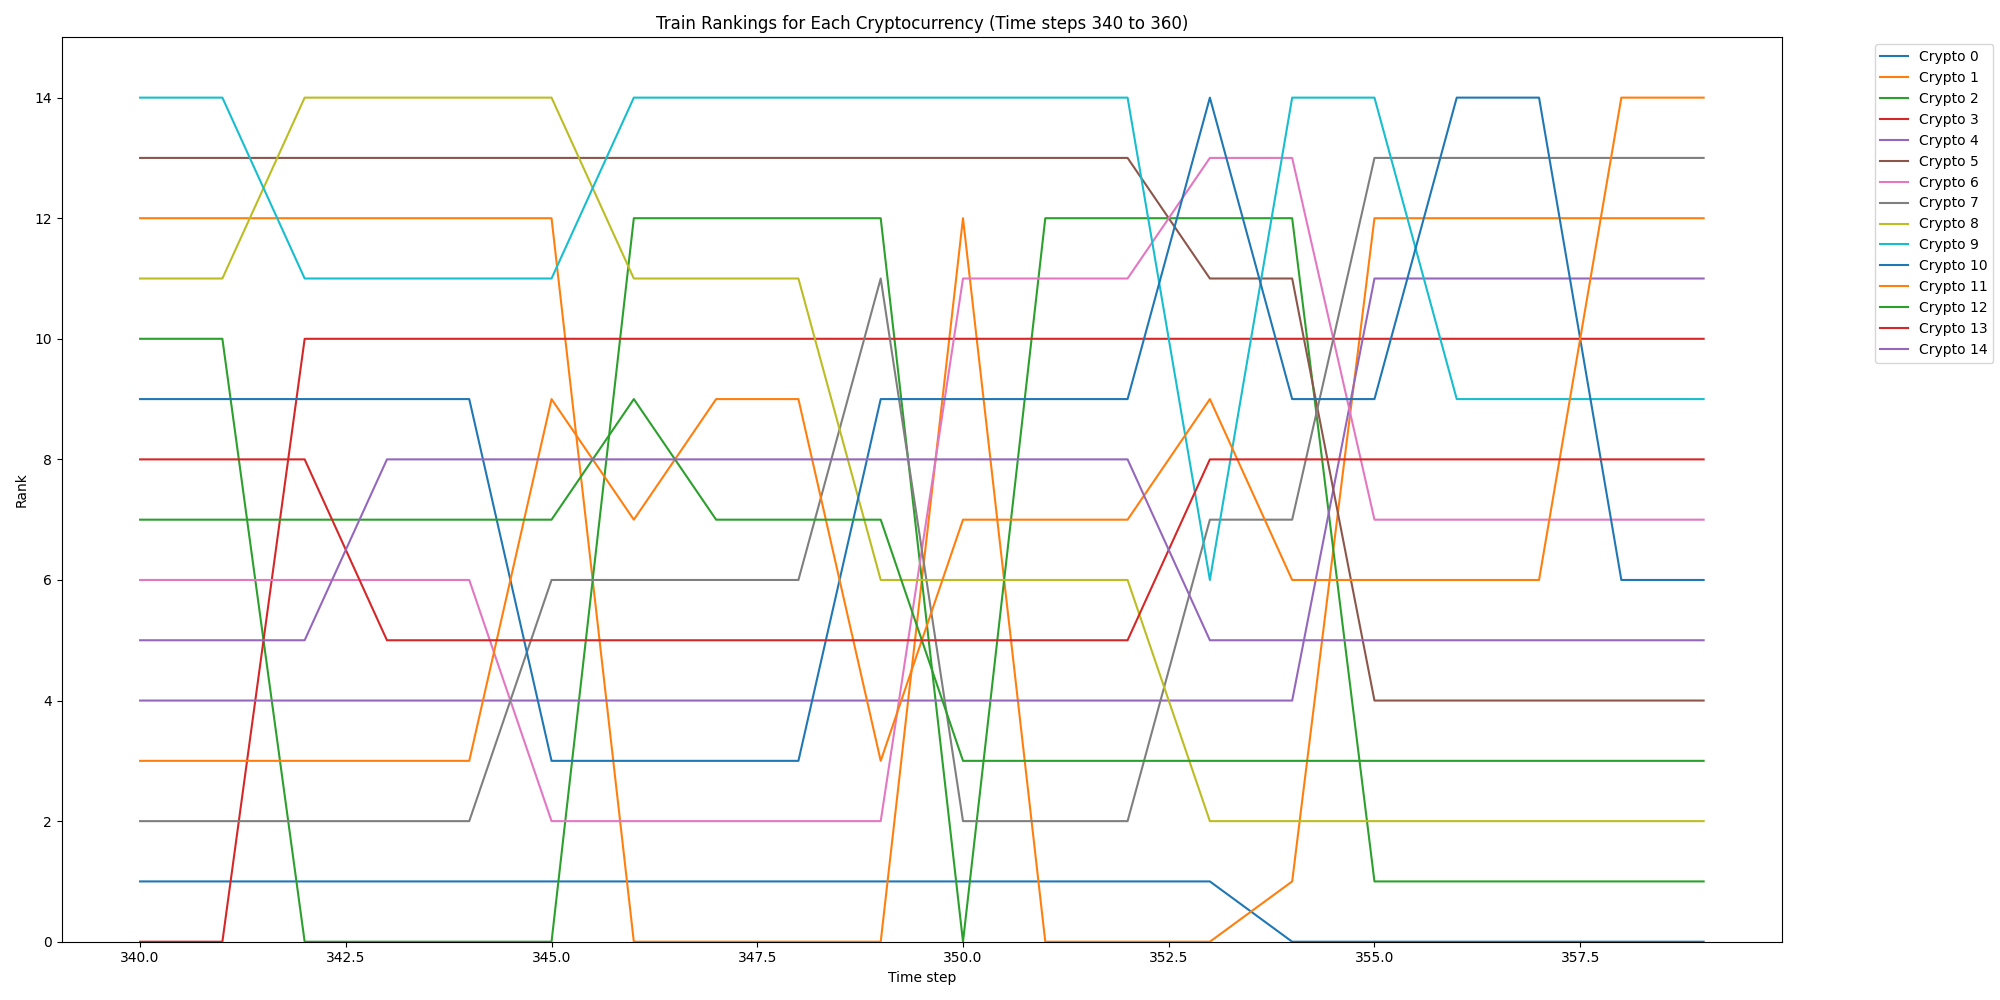 Train Rankings for Each Cryptocurrency (Time steps 340 to 360)
Crypto 0
Crypto 1
Crypto 2
Crypto 3
Crypto 4
Crypto 5
Crypto 6
Crypto 7
Crypto 8
Crypto 9
Crypto 10
Crypto 11
Crypto 12
Crypto 13
Crypto 14
Rank
14
12
10
8
6
4
2
0
340.0 342.5 345.0 347.5 350.0 352.5 355.0 357.5
Time step